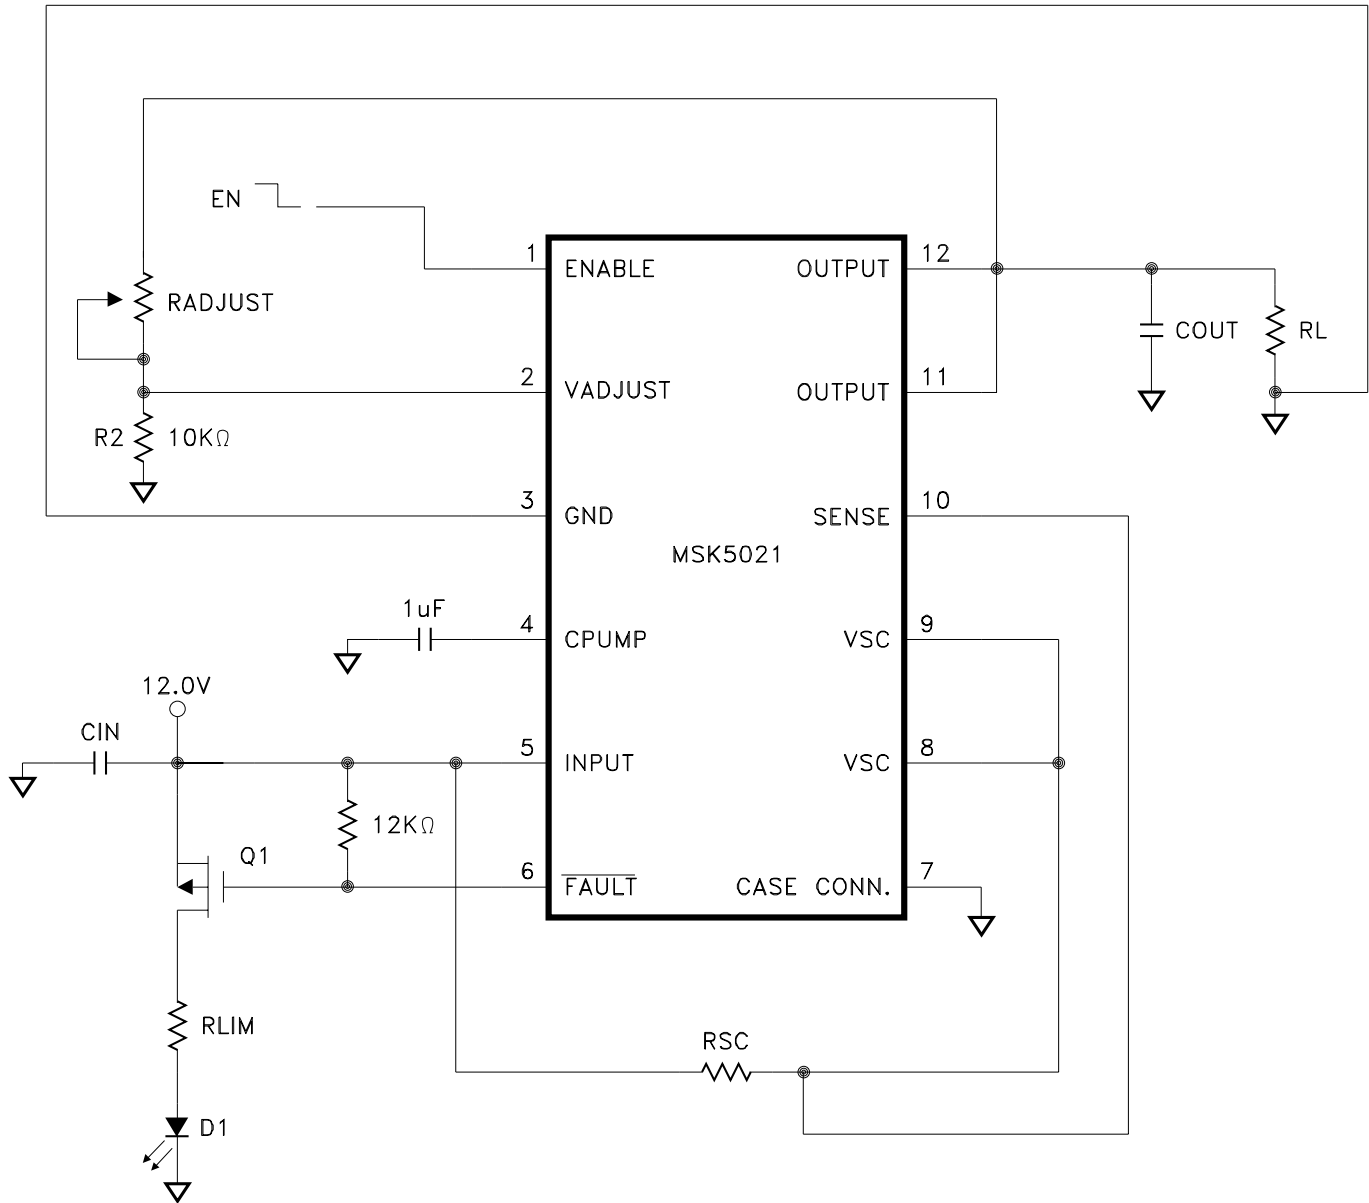 EN
1
ENABLE
OUTPUT
12
RADJUST
COUT
RL
2
VADJUST
OUTPUT
11
R2 10KΩ
3
GND
SENSE
10
MSK5021
1uF
4
CPUMP
VSC
9
12.0V
CIN
5
INPUT
VSC
8
12KΩ
Q1
6
FAULT
CASE CONN.
7
RLIM
RSC
D1